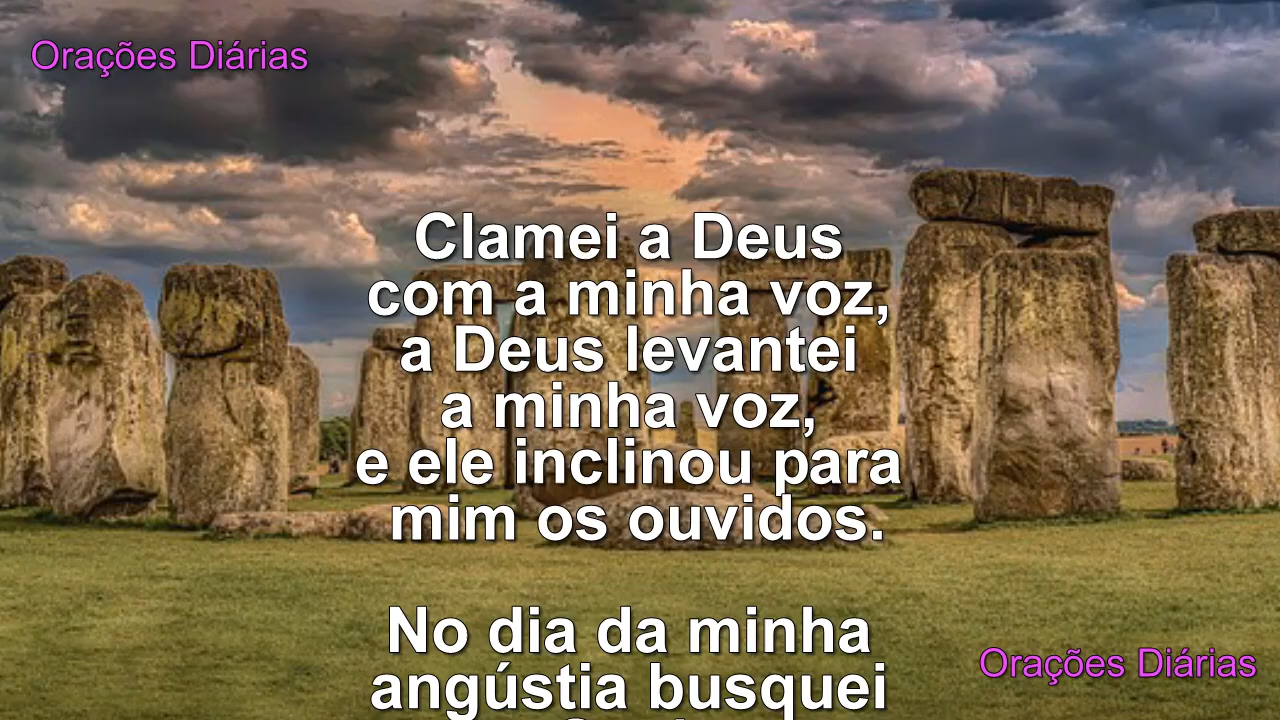 Orações Diárias
Clamei a Deus
com a minha voz,
a Deus levantei
a minha voz,
e ele inclinou para
mim os ouvidos.
No dia da minha
angústia busquei
Orações Diárias